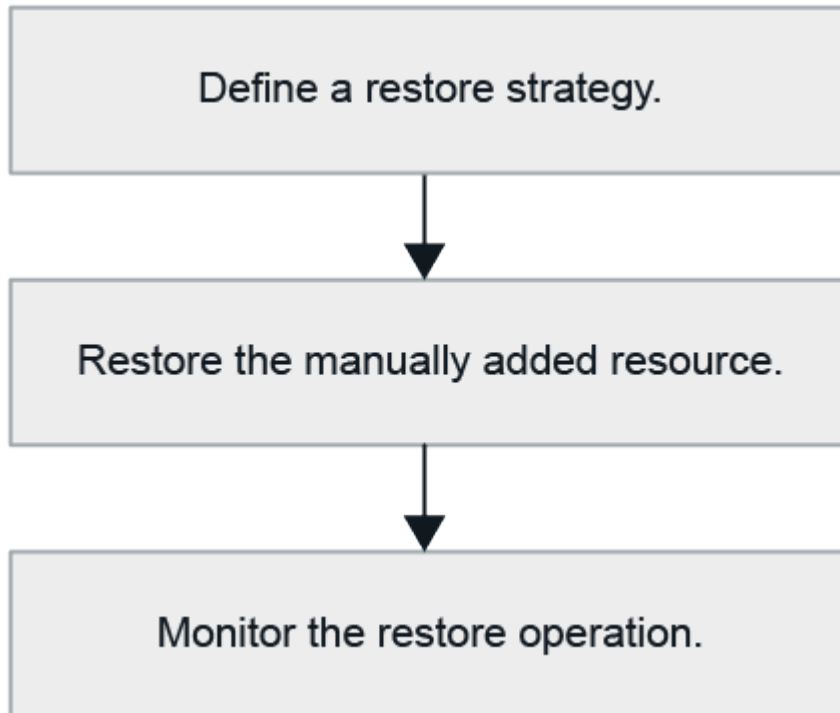 Define a restore strategy.
Restore the manually added resource.
Monitor the restore operation.